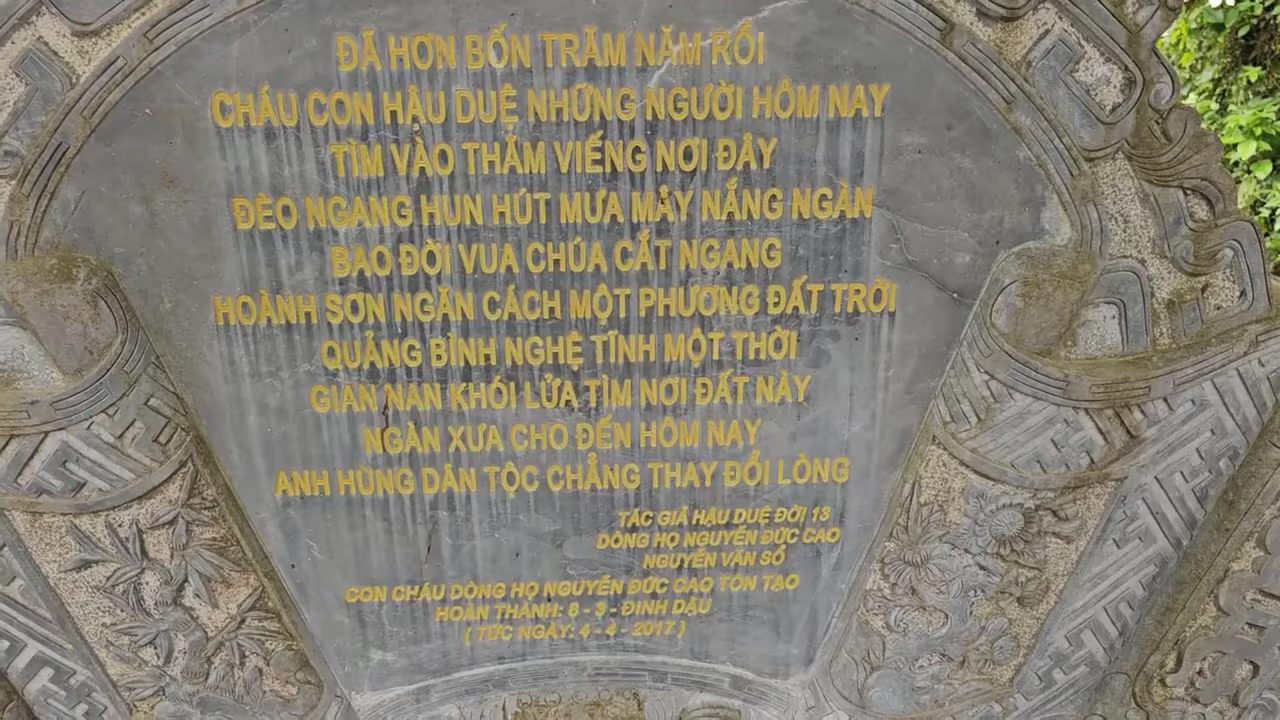 ĐÃ HƠN BỐN TRĂM NĂM RỒI
CHÁU CON HẬU DUỆ NHỮNG NGƯỜI HÔM NAY
TÌM VÀO THĂM VIẾNG NƠI ĐÂY
ĐÈO NGANG HUN HÚT MƯA MÂY NẮNG NGÀN
BAO ĐỜI VUA CHÚA CẮT NGANG
HOÀNH SƠN NGĂN CÁCH MỘT PHƯƠNG ĐẤT TRỜI
QUẢNG BÌNH NGHỆ TĨNH MỘT THỜI
GIAN NAN KHÓI LỬA TÌM NƠI ĐẤT NÀY
NGÀN XƯA CHO ĐẾN HÔM NAY
ANH HÙNG DÂN TỘC CHẲNG THAY ĐỔI LÒNG
TÁC GIẢ HẬU DUỆ ĐỜI 13
DÒNG HỌ NGUYỄN ĐỨC CAO
NGUYỄN VĂN SỔ
CON CHÁU DÒNG HỌ NGUYỄN ĐỨC CAO TÔN TẠO
HOÀN THÀNH: 8 - 3 - ĐINH DẬU
( TỨC NGÀY: 4 - 4 - 2017 )